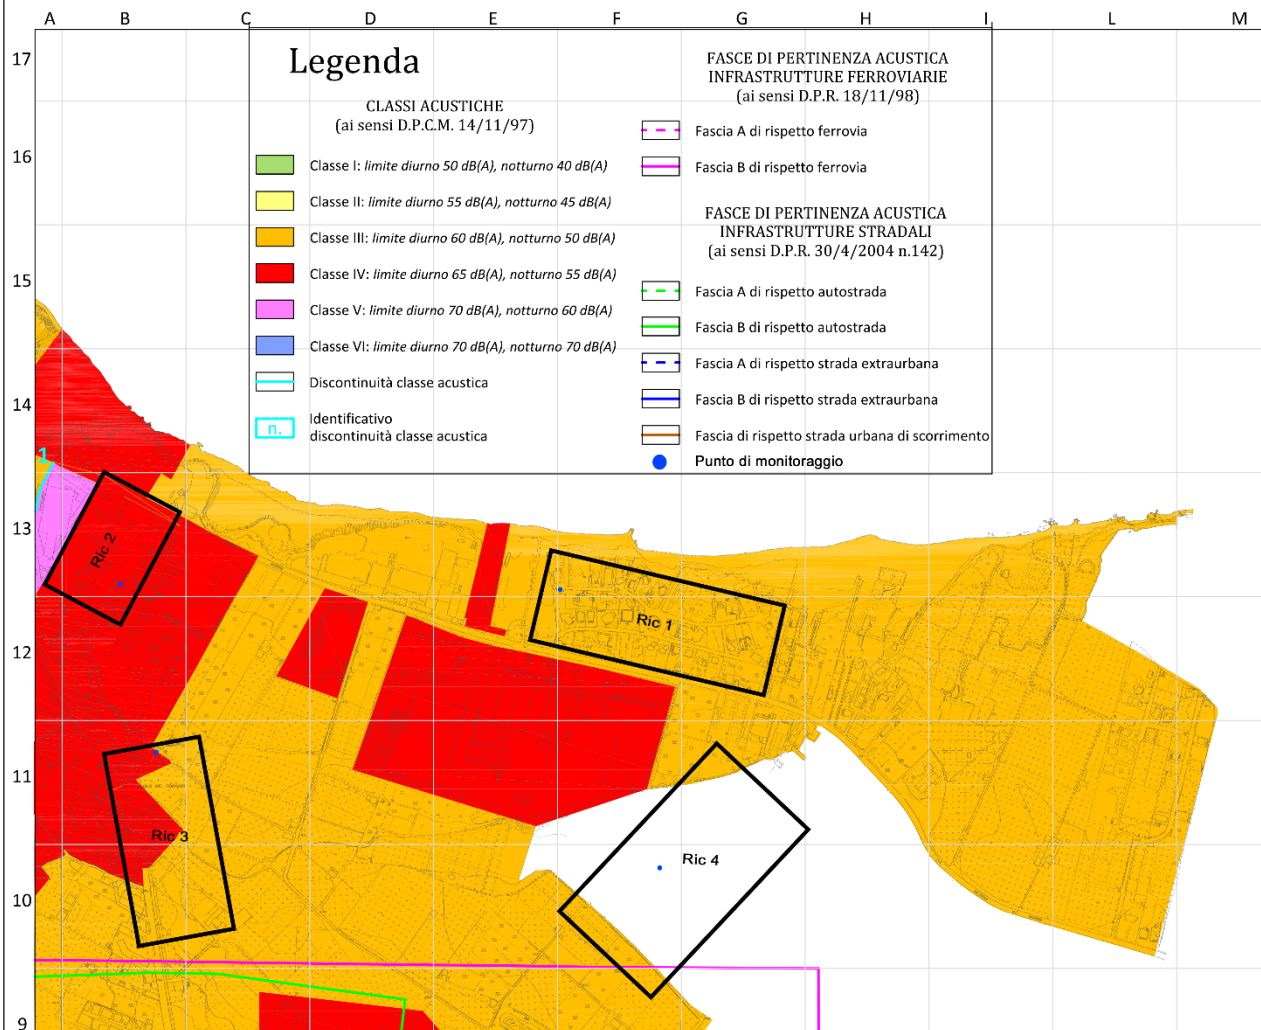 A B C D E F G H I L M
17
16
15
14
13
12
11
10
9
Legenda
CLASSI ACUSTICHE
(ai sensi D.P.C.M. 14/11/97)
Classe I: limite diurno 50 dB(A), notturno 40 dB(A)
Classe II: limite diurno 55 dB(A), notturno 45 dB(A)
Classe III: limite diurno 60 dB(A), notturno 50 dB(A)
Classe IV: limite diurno 65 dB(A), notturno 55 dB(A)
Classe V: limite diurno 70 dB(A), notturno 60 dB(A)
Classe VI: limite diurno 70 dB(A), notturno 70 dB(A)
Discontinuità classe acustica
n.
Identificativo
discontinuità classe acustica
FASCE DI PERTINENZA ACUSTICA
INFRASTRUTTURE FERROVIARIE
(ai sensi D.P.R. 18/11/98)
Fascia A di rispetto ferrovia
Fascia B di rispetto ferrovia
FASCE DI PERTINENZA ACUSTICA
INFRASTRUTTURE STRADALI
(ai sensi D.P.R. 30/4/2004 n.142)
Fascia A di rispetto autostrada
Fascia B di rispetto autostrada
Fascia A di rispetto strada extraurbana
Fascia B di rispetto strada extraurbana
Fascia di rispetto strada urbana di scorrimento
Punto di monitoraggio
1
Ric 2
Ric 1
Ric 3
Ric 4